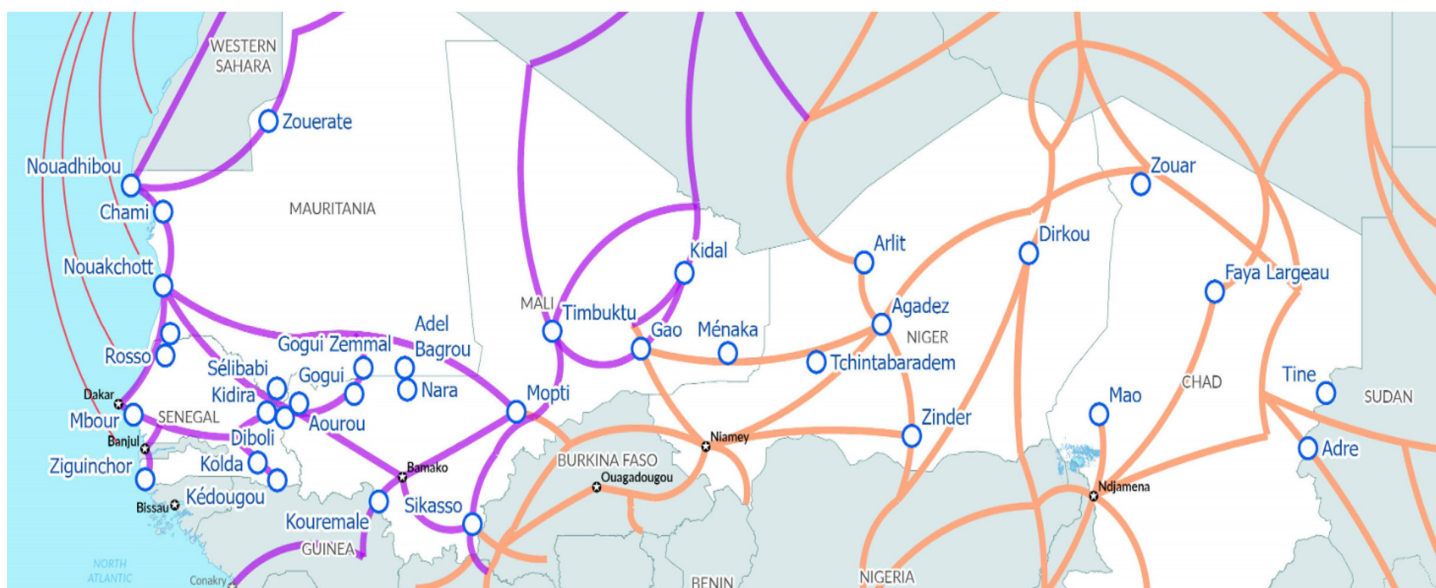 WESTERN
SAHARA
Zouerate
Nouadhibou
Chami
MAURITANIA
Nouakchott
Zouar
Kidal
Arlit
Dirkou
Faya Largeau
MALI
Timbuktu
Agadez
Adel
Bagrou
Gao
Ménaka
NIGER
Gogui Zemmal
Rosso
Sélibabi
Gogui
Tchintabaradem
Kidira
Nara
Mopti
Tine
CHAD
SUDAN
Dakar
Mbour
SENEGAL
Aourou
Mao
Zinder
Diboli
Niamey
Banjul
Adre
Ziguinchor
Kolda
BURKINA FASO
Bamako
Ouagadougou
Kédougou
Bissau
Sikasso
Ndjamena
Kouremale
GUINEA
NORTH
ATLANTIC
Conakry
BENIN
NIGERIA